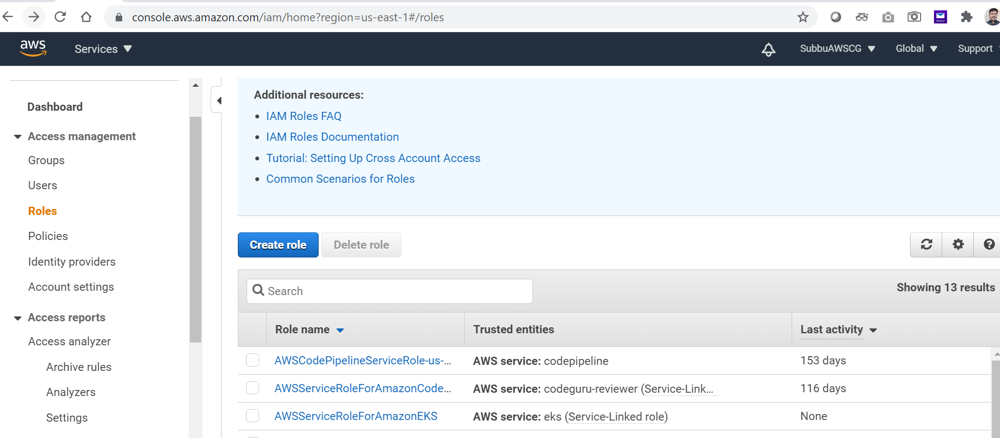 console.aws.amazon.com/iam/home?region=us-east-1#/roles
aws Services SubbuAWSCG Global Support
Dashboard
Access management
Groups
Users
Roles
Policies
Identity providers
Account settings
Access reports
Access analyzer
Archive rules
Analyzers
Settings
Additional resources:
IAM Roles FAQ
IAM Roles Documentation
Tutorial: Setting Up Cross Account Access
Common Scenarios for Roles
Create role Delete role
Search
Showing 13 results
Role name Trusted entities Last activity
AWSCodePipelineServiceRole-us-... AWS service: codepipeline 153 days
AWSServiceRoleForAmazonCode... AWS service: codeguru-reviewer (Service-Link... 116 days
AWSServiceRoleForAmazonEKS AWS service: eks (Service-Linked role) None